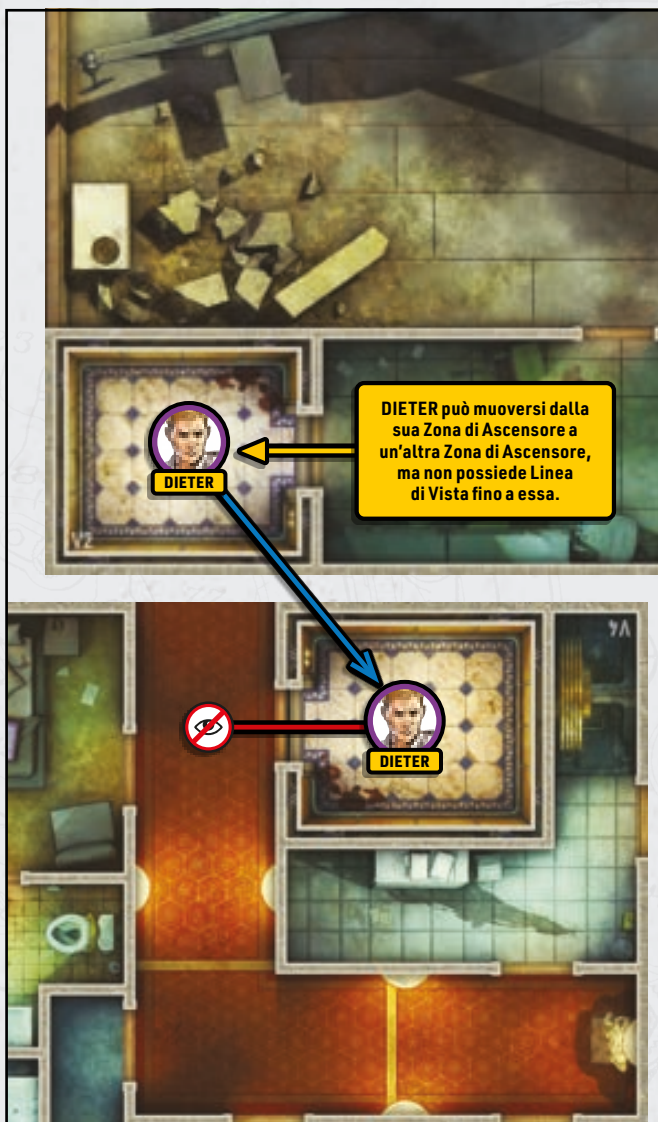 DIETER può muoversi dalla
sua Zona di Ascensore a
un'altra Zona di Ascensore,
ma non possiede Linea
di Vista fino a essa.
DIETER
DIETER